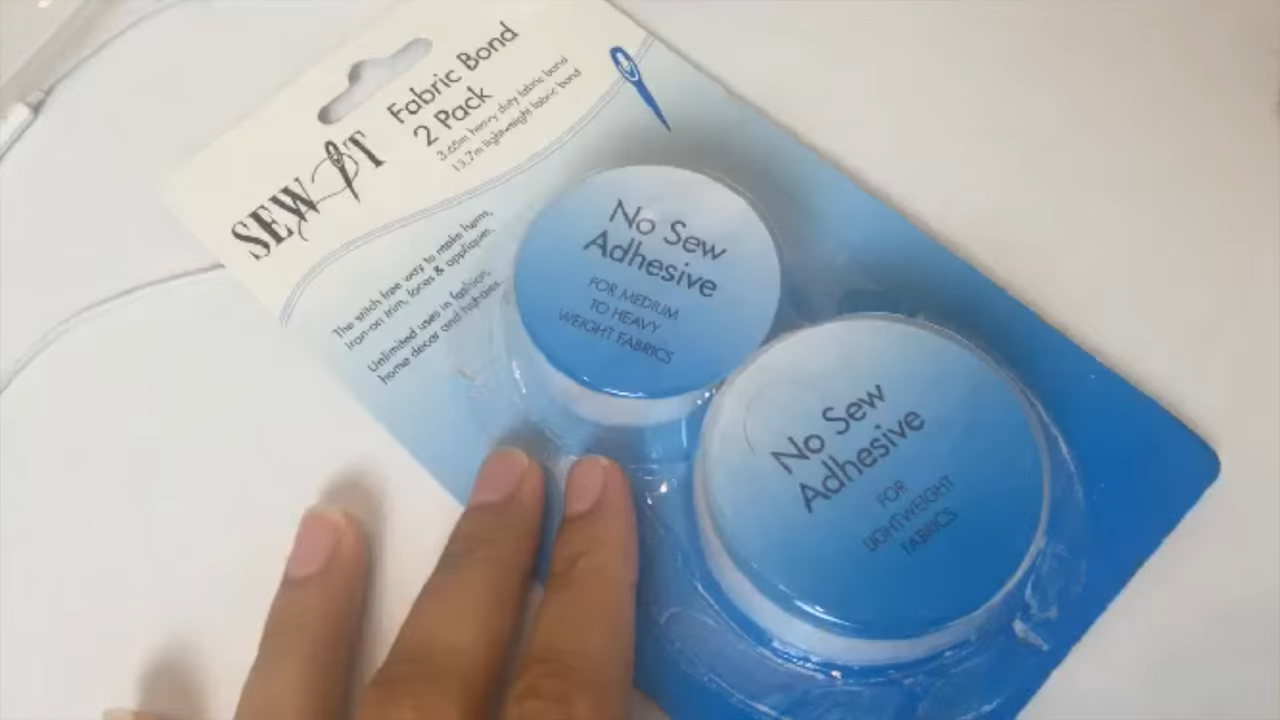 SEW IT
Fabric Bond
2 Pack
3.65m heavy duty fabric bond
13.7m lightweight fabric bond
The stitch free way to make hems,
iron-on trim, laces & appliques.
Unlimited uses in fashion,
home decor and hobbies.
No Sew
Adhesive
FOR MEDIUM
TO HEAVY
WEIGHT FABRICS
No Sew
Adhesive
FOR
LIGHTWEIGHT
FABRICS